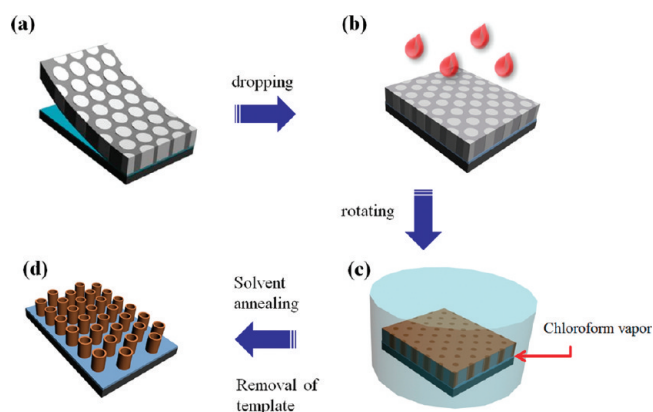 (a)
dropping
(b)
rotating
(c)
Chloroform vapor
Solvent
annealing
Removal of
template
(d)